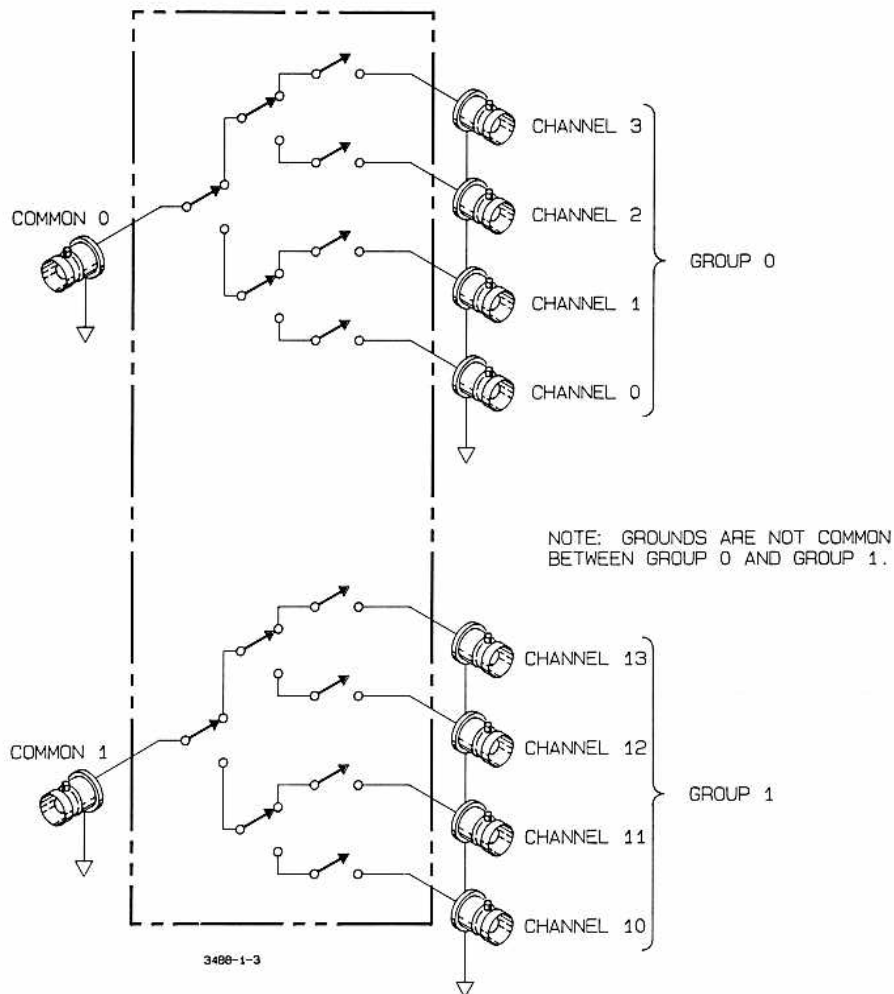 CHANNEL 3
CHANNEL 2
COMMON 0
GROUP 0
CHANNEL 1
CHANNEL 0
NOTE: GROUNDS ARE NOT COMMON
BETWEEN GROUP 0 AND GROUP 1.
CHANNEL 13
CHANNEL 12
COMMON 1
GROUP 1
CHANNEL 11
CHANNEL 10
3488-1-3